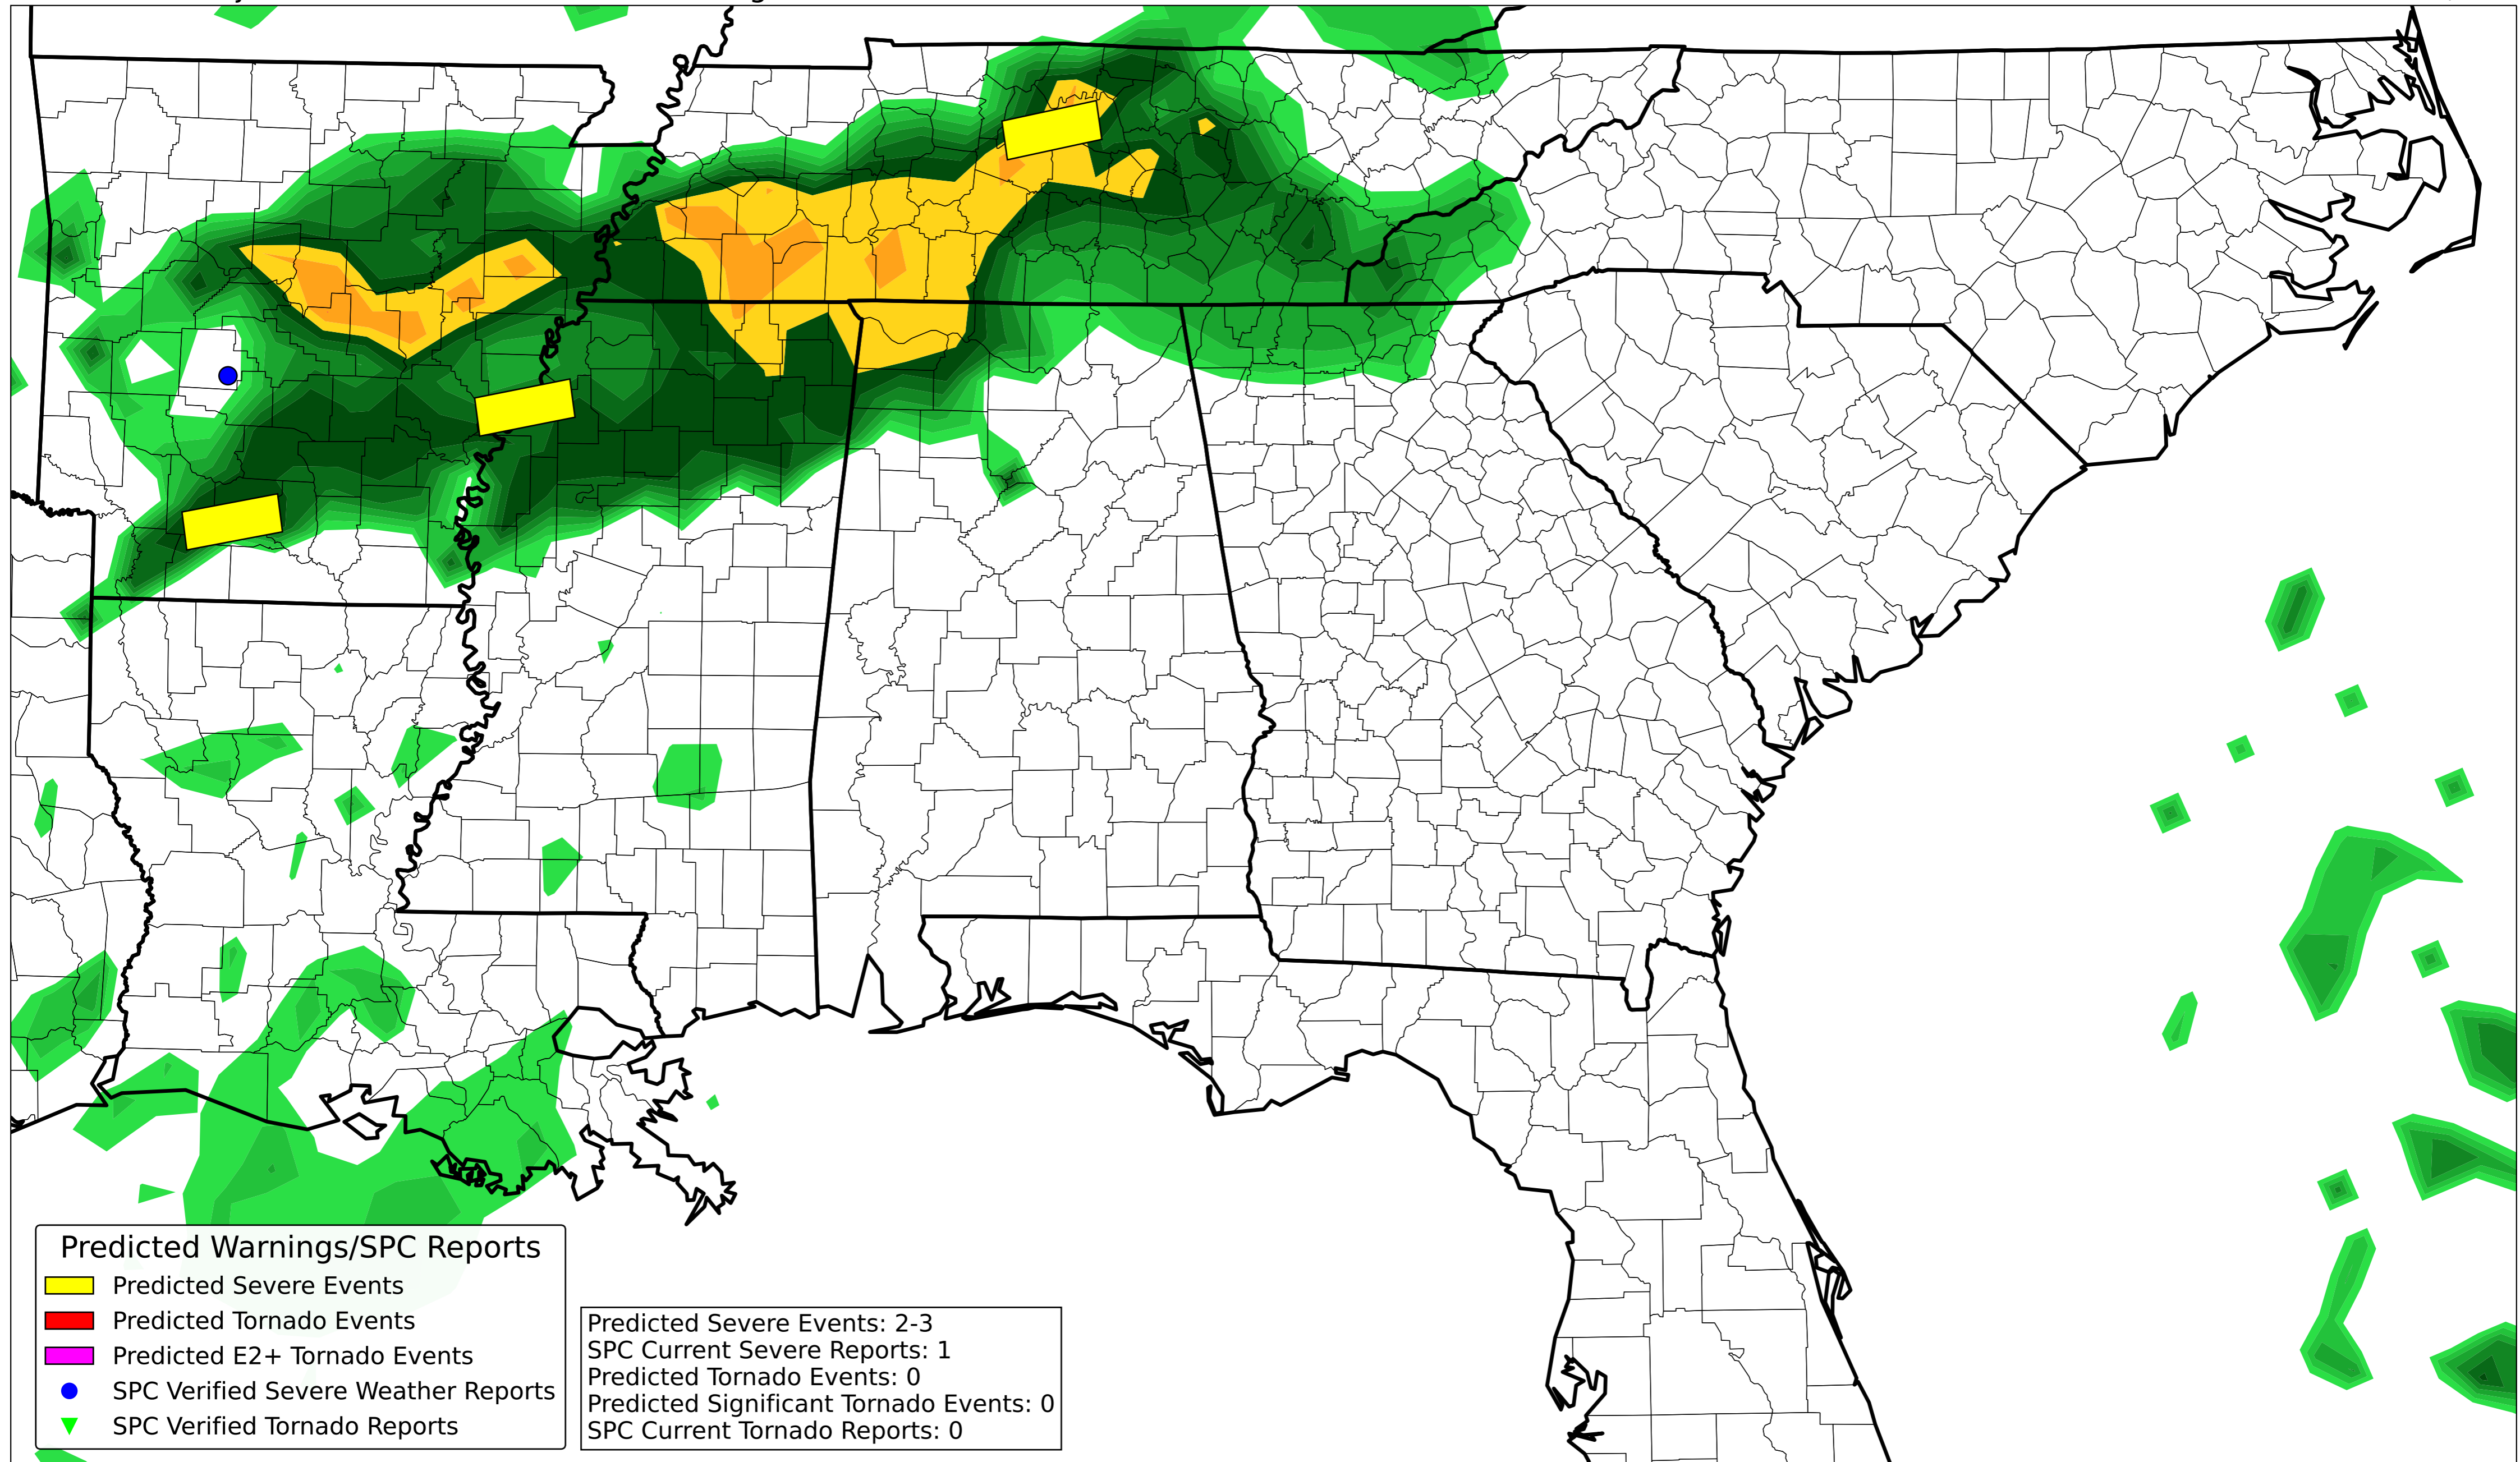 Predicted Warnings/SPC Reports
Predicted Severe Events
Predicted Tornado Events
Predicted E2+ Tornado Events
SPC Verified Severe Weather Reports
SPC Verified Tornado Reports
Predicted Severe Events: 2-3
SPC Current Severe Reports: 1
Predicted Tornado Events: 0
Predicted Significant Tornado Events: 0
SPC Current Tornado Reports: 0